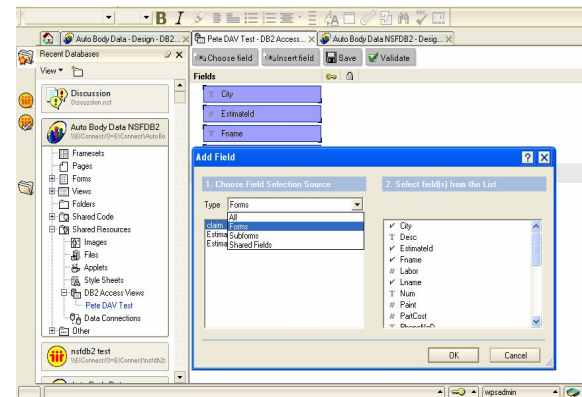 B I
Auto Body Data - Design - DB2...
Pete DAV Test - DB2 Access...
Auto Body Data NSFDB2 - Desig...
Recent Databases
View
Choose field
Insert field
Save
Validate
Fields
Discussion
Discussion.nsf
T City
# EstimateId
T Fname
Auto Body Data NSFDB2
Framesets
Pages
Forms
Views
Folders
Shared Code
Shared Resources
Images
Files
Applets
Style Sheets
DB2 Access Views
Pete DAV Test
Data Connections
Other
nsfdb2 test
Add Field
1. Choose Field Selection Source
2. Select field(s) from the List
Type
Forms
All
Forms
Subforms
Shared Fields
claim
Estima
Estima
City
T Desc
EstimateId
Fname
# Labor
Lname
T Num
# Paint
# PartCost
OK
Cancel
wpsadmin